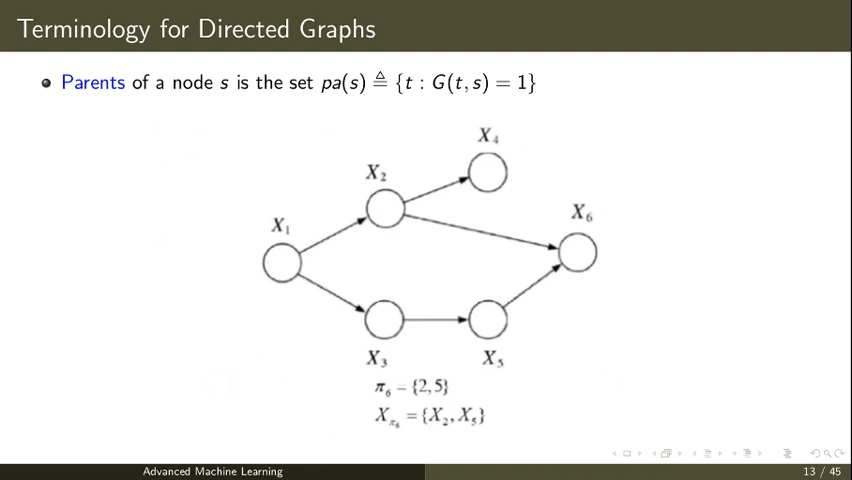 Terminology for Directed Graphs
Parents of a node s is the set pa(s) ≜ {t : G(t, s) = 1}
X₄
X₂
X₆
X₁
X₃
X₅
π₆ = {2, 5}
X_π₆ = {X₂, X₅}
Advanced Machine Learning
13 / 45